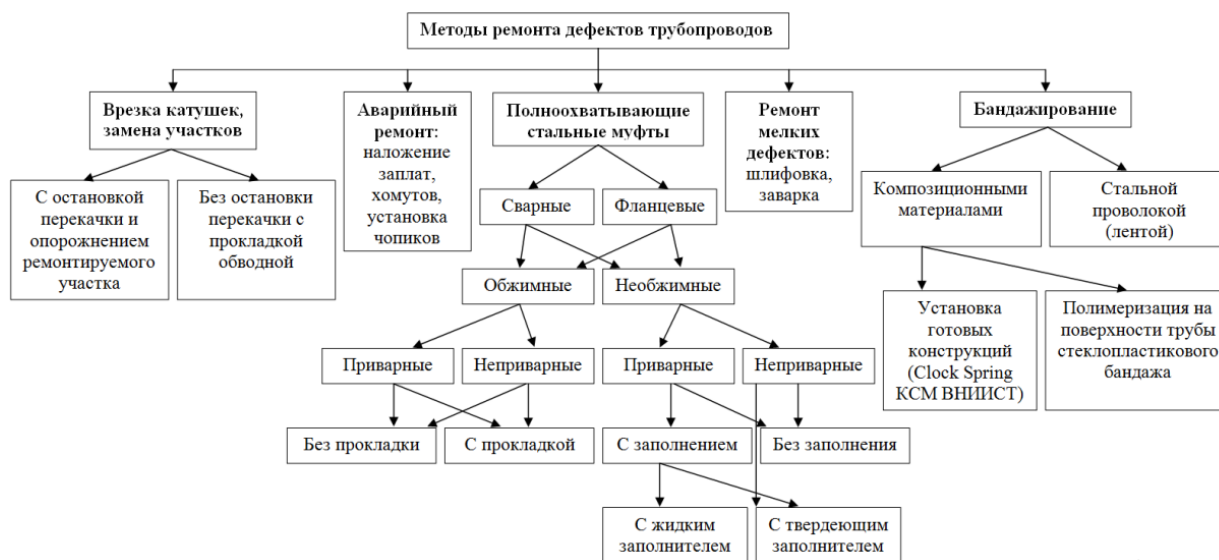 Методы ремонта дефектов трубопроводов
Врезка катушек,
замена участков
Аварийный
ремонт:
наложение
заплат,
хомутов,
установка
чопиков
Полноохватывающие
стальные муфты
Ремонт
мелких
дефектов:
шлифовка,
заварка
Бандажирование
С остановкой
перекачки и
опорожнением
ремонтируемого
участка
Без остановки
перекачки с
прокладкой
обводной
Сварные
Фланцевые
Композиционными
материалами
Стальной
проволокой
(лентой)
Обжимные
Необжимные
Установка
готовых
конструкций
(Clock Spring
КСМ ВНИИСТ)
Полимеризация на
поверхности трубы
стеклопластикового
бандажа
Приварные
Неприварные
Приварные
Неприварные
Без прокладки
С прокладкой
С заполнением
Без заполнения
С жидким
заполнителем
С твердеющим
заполнителем